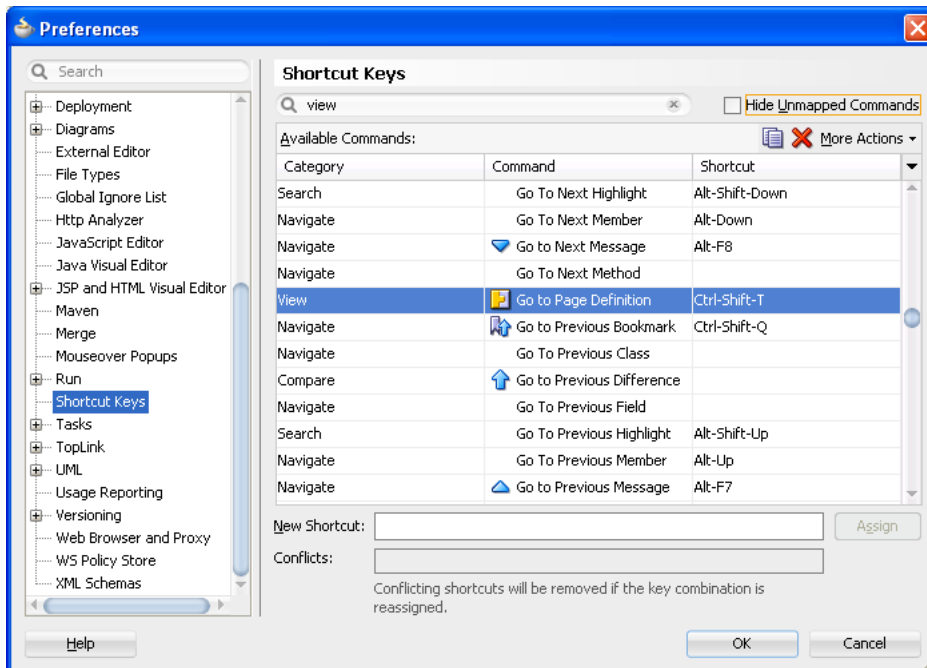 Preferences
Search
Deployment
Diagrams
External Editor
File Types
Global Ignore List
Http Analyzer
JavaScript Editor
Java Visual Editor
JSP and HTML Visual Editor
Maven
Merge
Mouseover Popups
Run
Shortcut Keys
Tasks
TopLink
UML
Usage Reporting
Versioning
Web Browser and Proxy
WS Policy Store
XML Schemas
Shortcut Keys
view
Hide Unmapped Commands
Available Commands:
More Actions
Category Command Shortcut
Search Go To Next Highlight Alt-Shift-Down
Navigate Go To Next Member Alt-Down
Navigate Go to Next Message Alt-F8
Navigate Go To Next Method
View Go to Page Definition Ctrl-Shift-T
Navigate Go to Previous Bookmark Ctrl-Shift-Q
Navigate Go To Previous Class
Compare Go to Previous Difference
Navigate Go To Previous Field
Search Go To Previous Highlight Alt-Shift-Up
Navigate Go To Previous Member Alt-Up
Navigate Go to Previous Message Alt-F7
New Shortcut:
Assign
Conflicts:
Conflicting shortcuts will be removed if the key combination is
reassigned.
Help
OK
Cancel